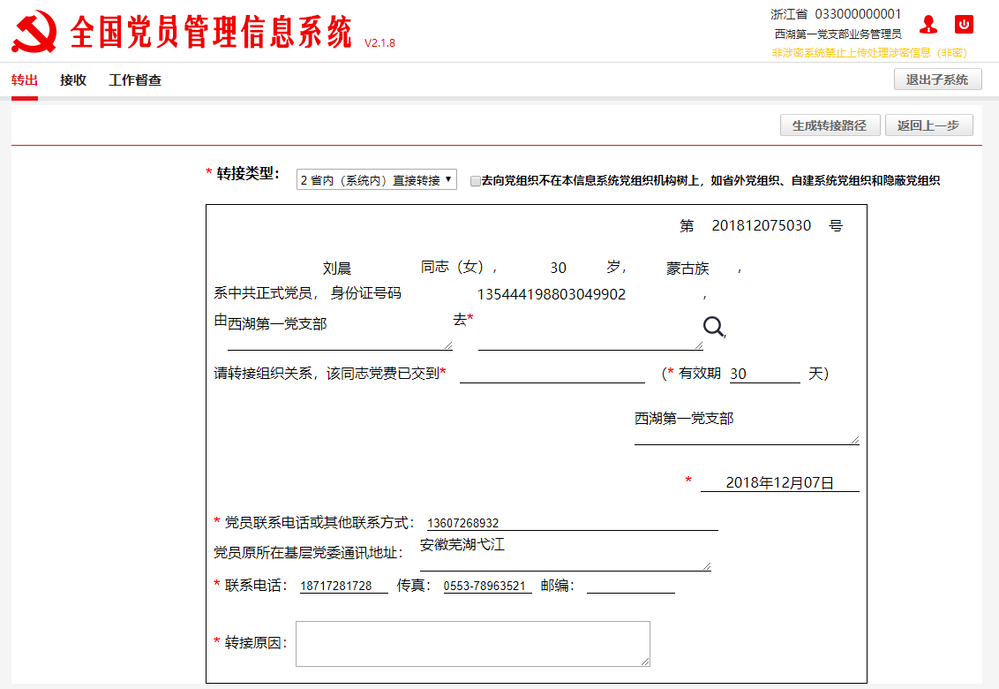 全国党员管理信息系统 V2.1.8
浙江省 033000000001
西湖第一党支部业务管理员
非涉密系统禁止上传处理涉密信息（非密）
转出 接收 工作督查 退出子系统
生成转接路径 返回上一步
* 转接类型： 2 省内（系统内）直接转接 去向党组织不在本信息系统党组织机构树上，如省外党组织、自建系统党组织和隐蔽党组织
第 201812075030 号
刘晨 同志（女）， 30 岁， 蒙古族 ，
系中共正式党员， 身份证号码 135444198803049902 ，
由 西湖第一党支部 去* ，
请转接组织关系，该同志党费已交到* （* 有效期 30 天）
西湖第一党支部
* 2018年12月07日
* 党员联系电话或其他联系方式： 13607268932
党员原所在基层党委通讯地址： 安徽芜湖弋江
* 联系电话： 18717281728 传真： 0553-78963521 邮编：
* 转接原因：